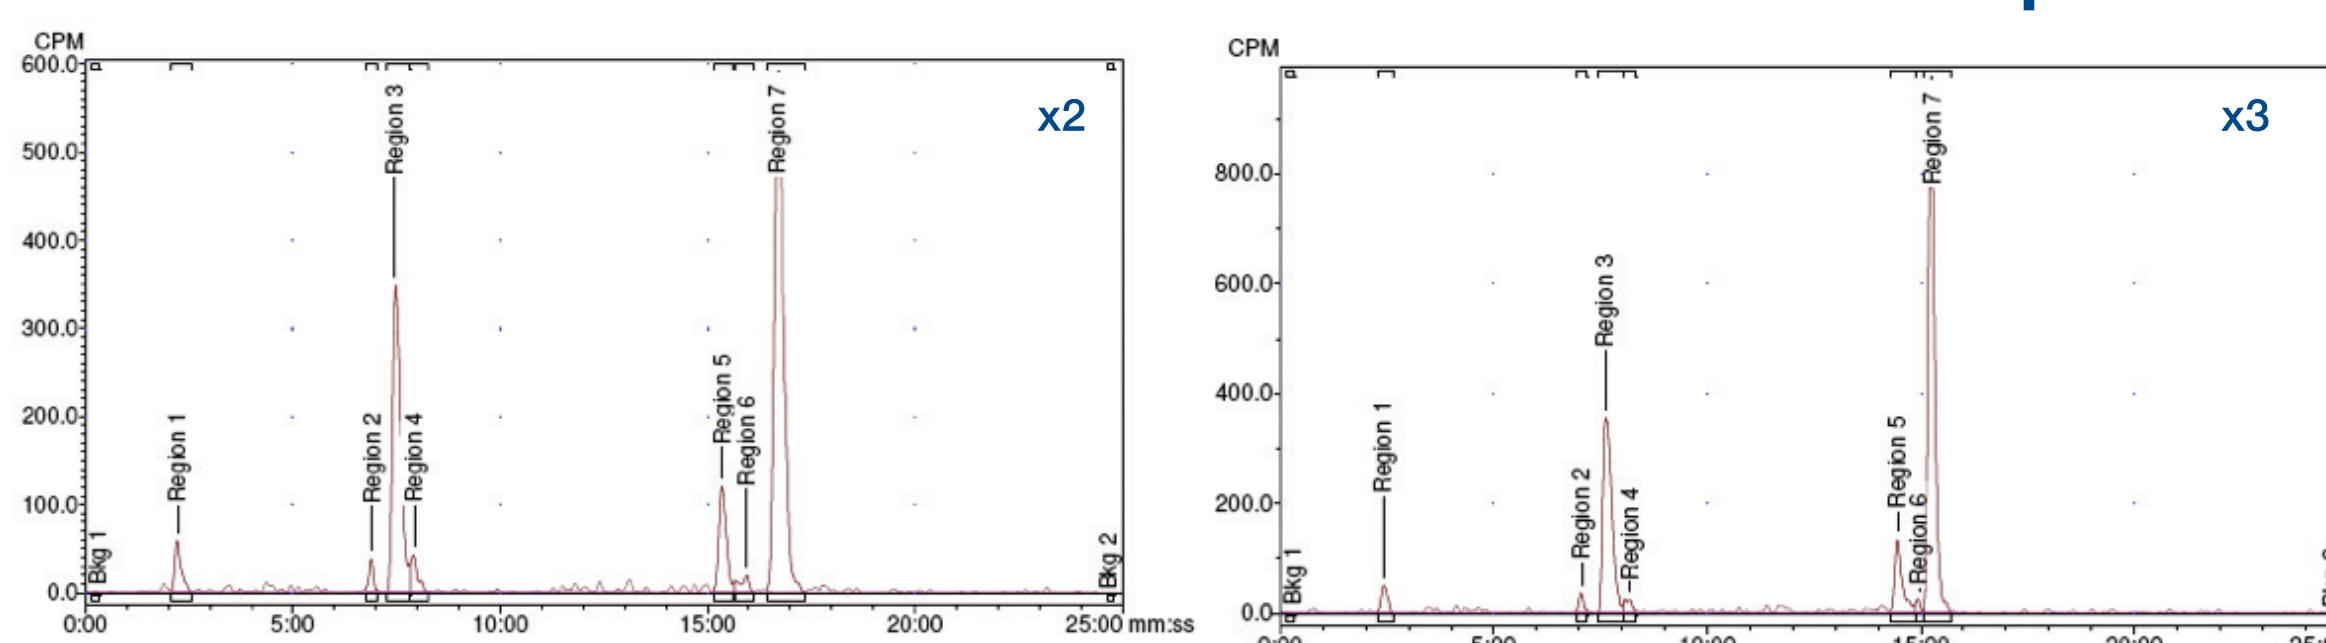 CPM
600.0
500.0
400.0
300.0
200.0
100.0
0.0
Bkg 1
Region 1
Region 2
Region 3
Region 4
Region 5
Region 6
Region 7
Bkg 2
x2
0:00 5:00 10:00 15:00 20:00 25:00 mm:ss
CPM
800.0
600.0
400.0
200.0
0.0
Bkg 1
Region 1
Region 2
Region 3
Region 4
Region 5
Region 6
Region 7
x3